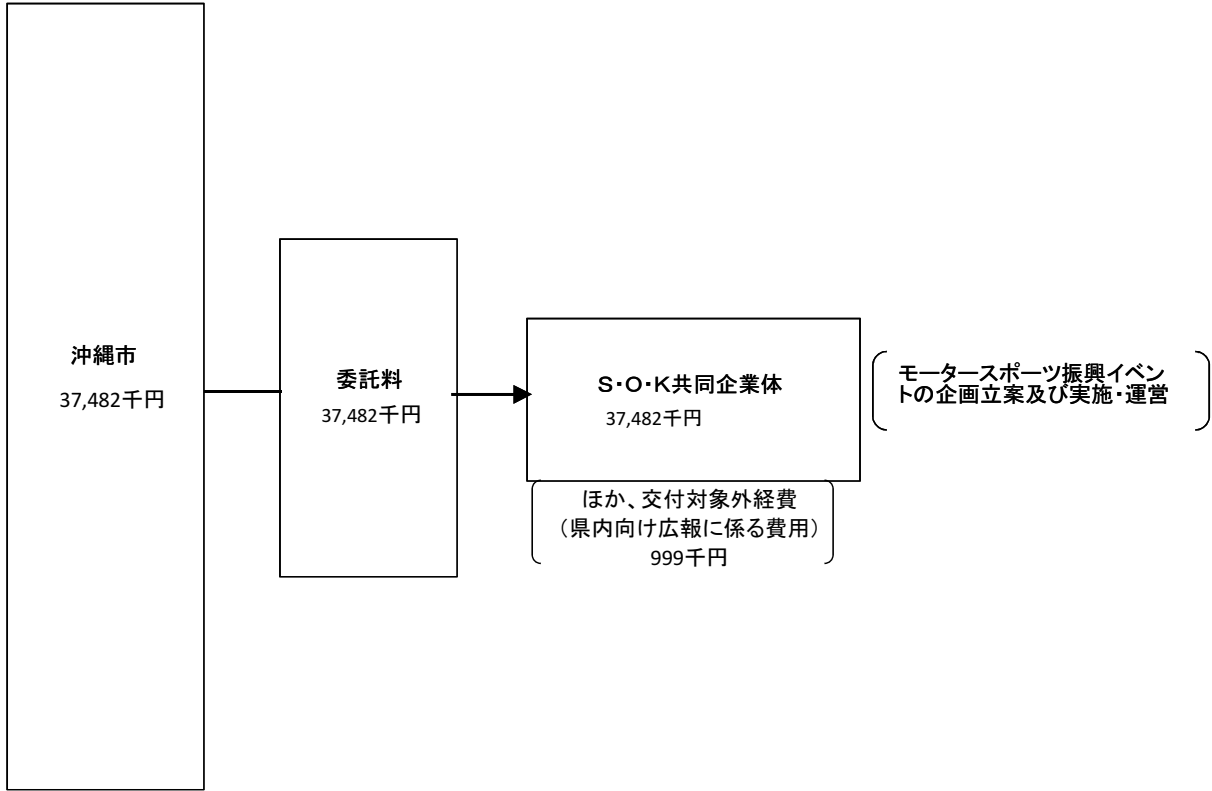 沖縄市
37,482千円
委託料
37,482千円
S・O・K共同企業体
37,482千円
モータースポーツ振興イベン
トの企画立案及び実施・運営
ほか、交付対象外経費
（県内向け広報に係る費用）
999千円